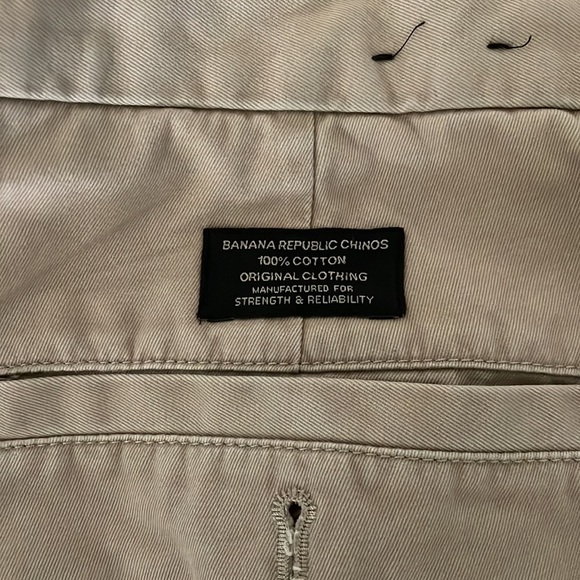 BANANA REPUBLIC CHINOS
100% COTTON
ORIGINAL CLOTHING
MANUFACTURED FOR
STRENGTH & RELIABILITY